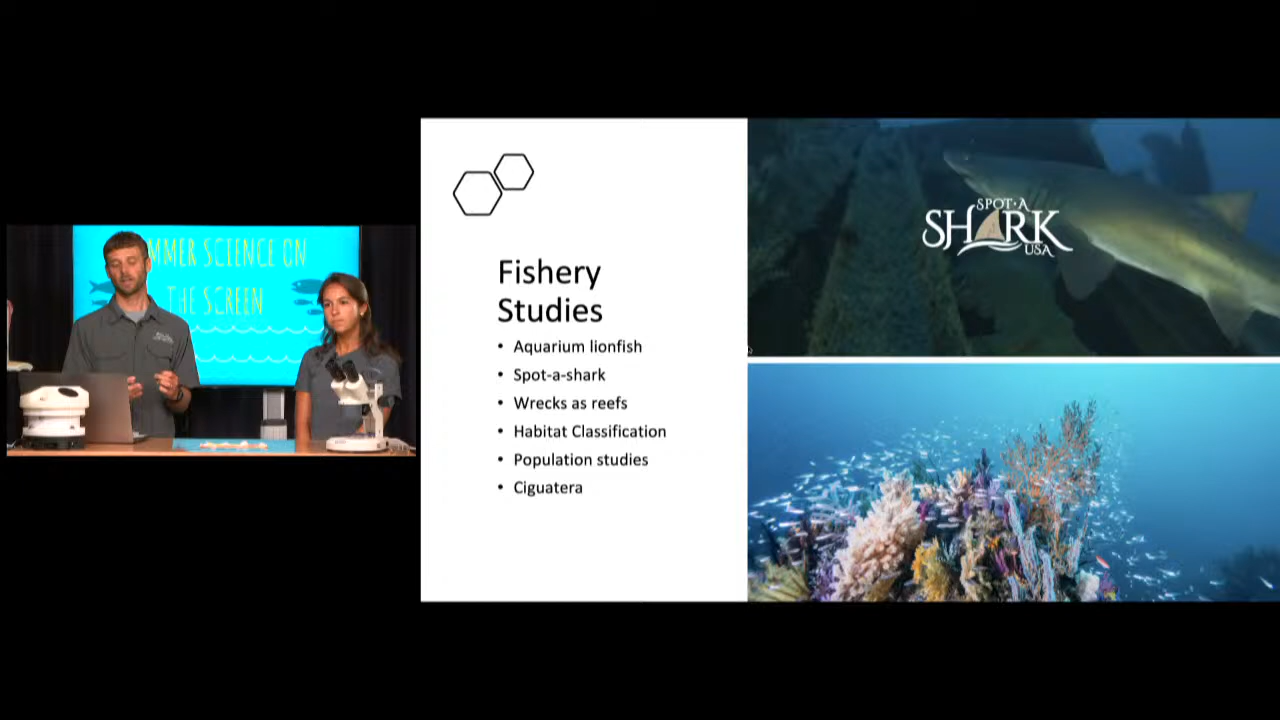 MMER SCIENCE ON
THE SCREEN
Fishery
Studies
• Aquarium lionfish
• Spot-a-shark
• Wrecks as reefs
• Habitat Classification
• Population studies
• Ciguatera
SPOT·A
SHARK
USA